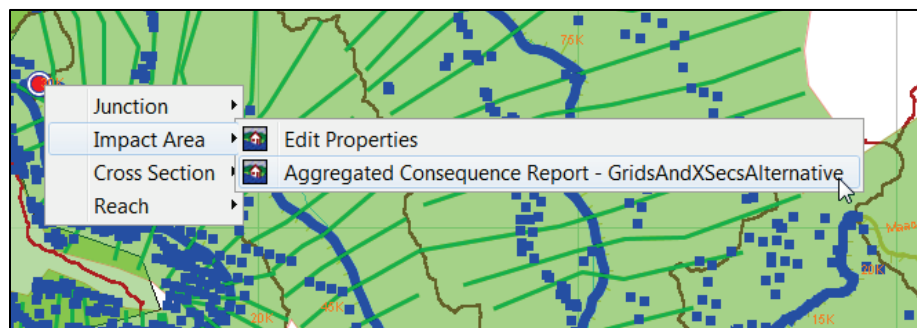 75K
Junction
Impact Area
Edit Properties
Cross Section
Aggregated Consequence Report - GridsAndXSecsAlternative
Reach
20K
45K
15K